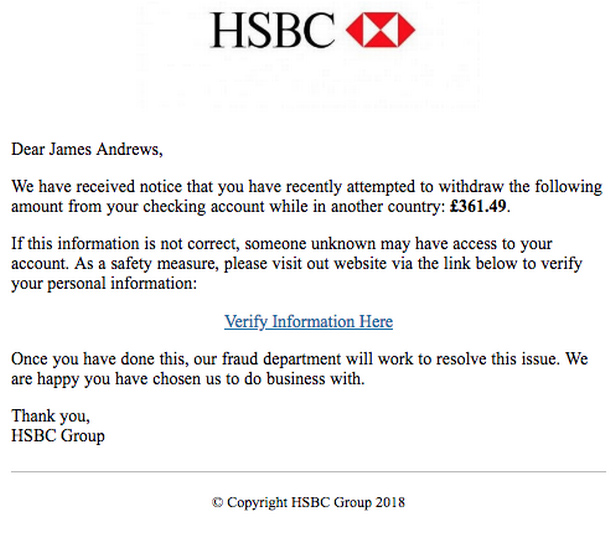 HSBC
Dear James Andrews,
We have received notice that you have recently attempted to withdraw the following
amount from your checking account while in another country: £361.49.
If this information is not correct, someone unknown may have access to your
account. As a safety measure, please visit out website via the link below to verify
your personal information:
Verify Information Here
Once you have done this, our fraud department will work to resolve this issue. We
are happy you have chosen us to do business with.
Thank you,
HSBC Group
© Copyright HSBC Group 2018